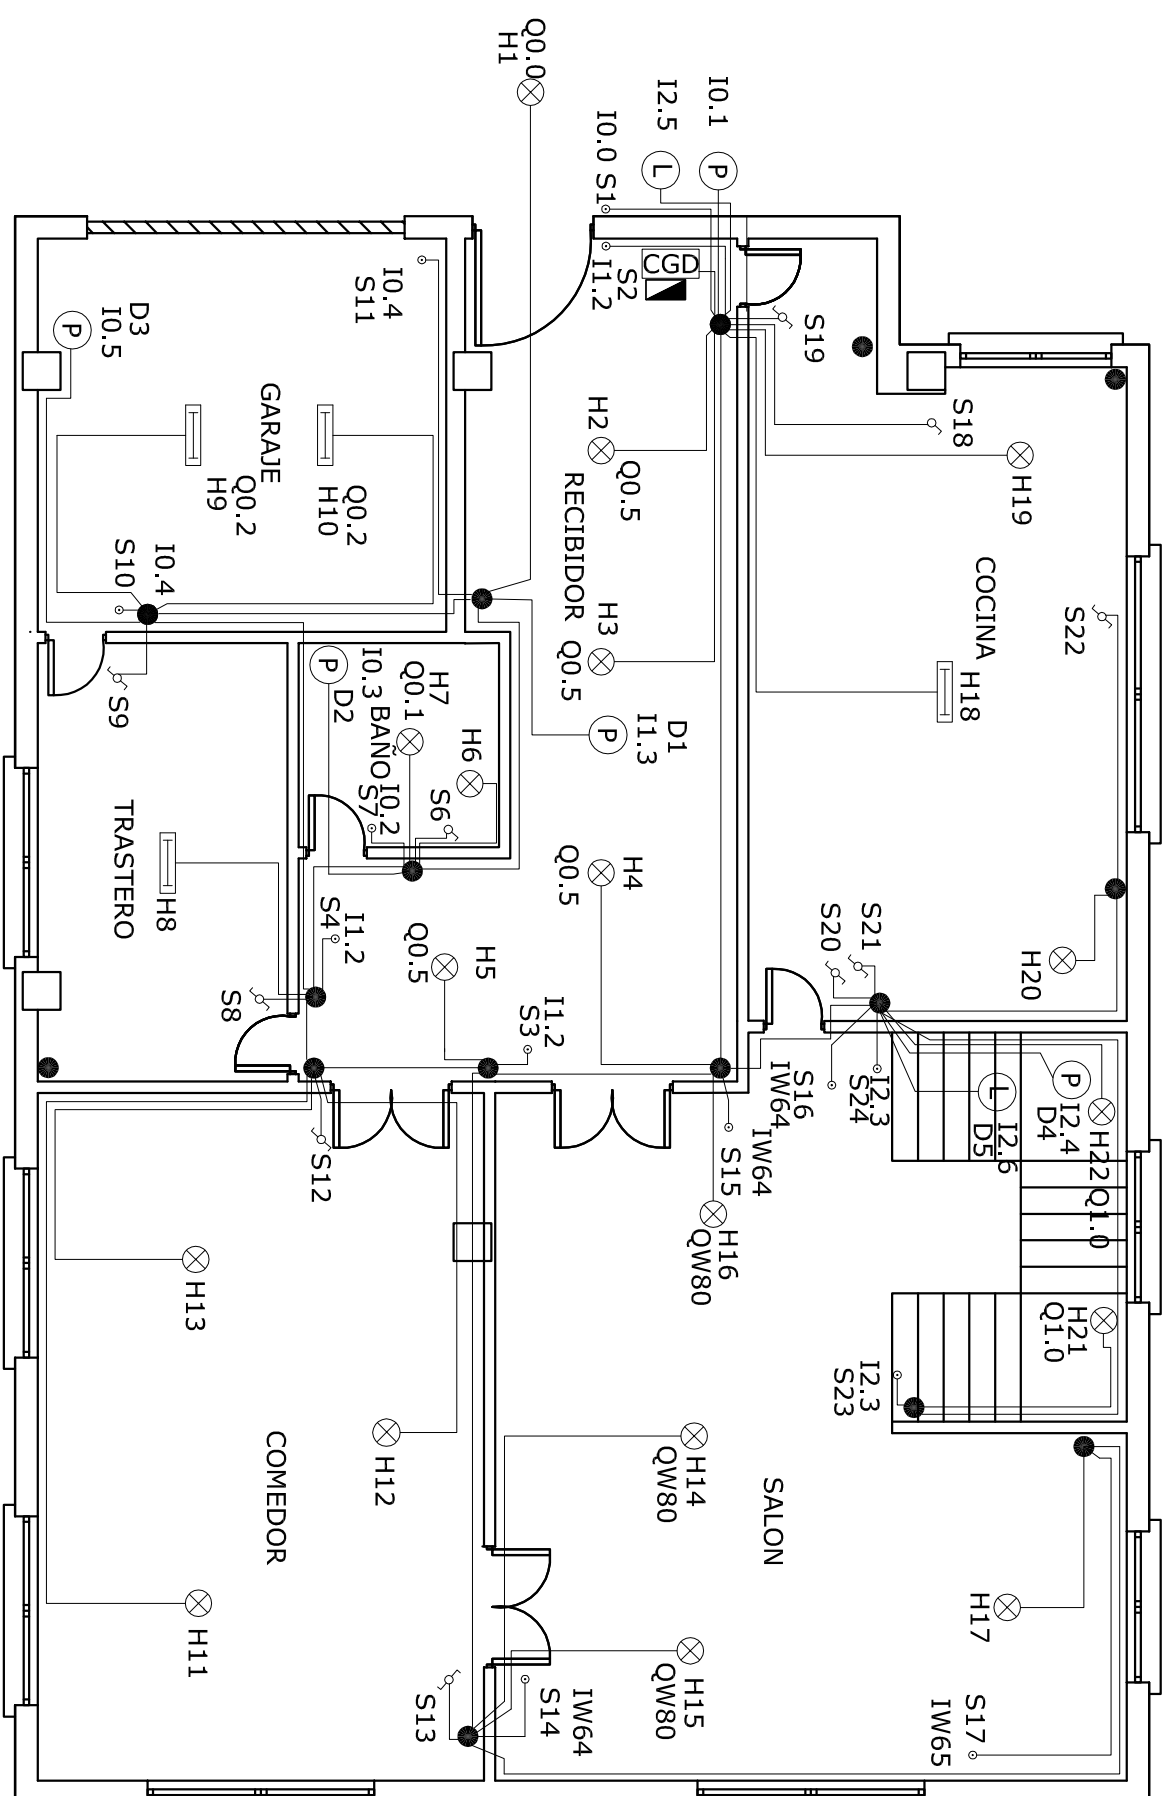 Q0.0
H1
I0.1
I2.5
P
L
I0.0 S1
I1.2
S2
CGD
S19
S18
H19
COCINA
S22
H18
H20
S21
S20
I0.4
S11
D3
I0.5
P
GARAJE
Q0.2
H10
Q0.2
H9
I0.4
S10
S9
H2
Q0.5
RECIBIDOR
H3
Q0.5
D1
I1.3
P
H4
Q0.5
H5
Q0.5
I1.2
S3
P
D2
I0.3
H7
Q0.1
BAÑO
H6
S6
I0.2
S7
I1.2
S4
S8
TRASTERO
H8
S16
IW64
I2.3
S24
IW64
S15
P
I2.4
D4
L
I2.6
D5
H22 Q1.0
H21
Q1.0
I2.3
S23
H16
QW80
S12
H13
H12
COMEDOR
H11
S13
H14
QW80
SALON
H15
QW80
IW64
S14
H17
S17
IW65